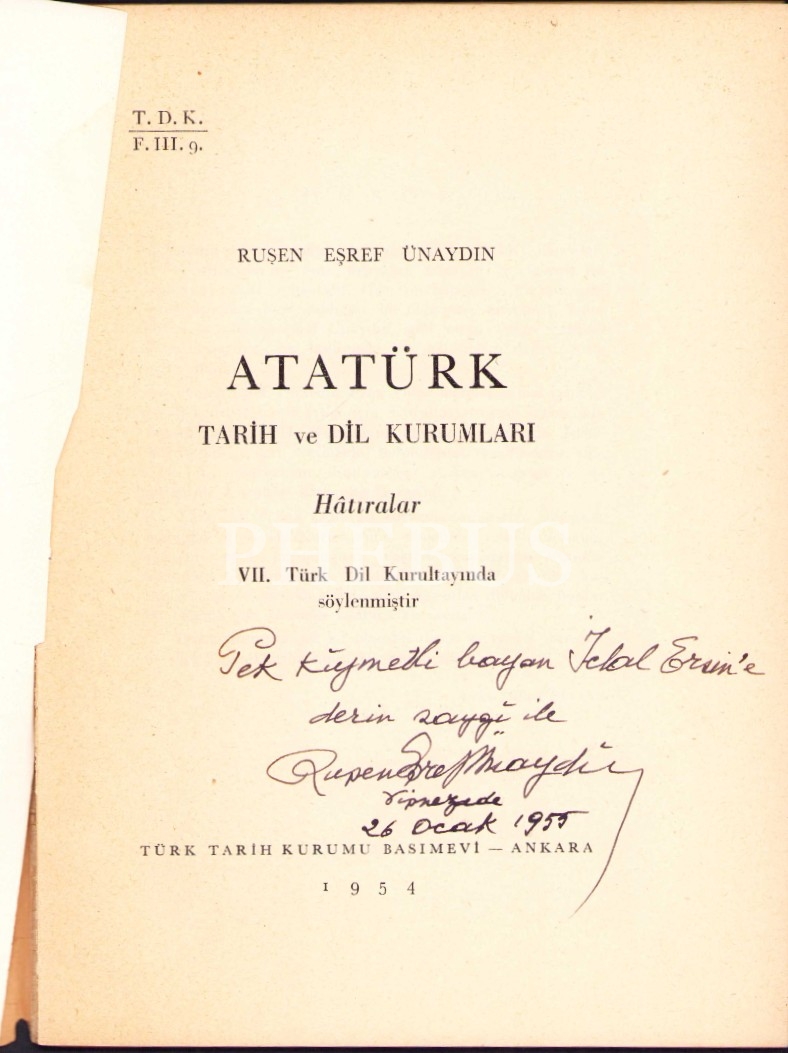 T. D. K.
F. III. 9.
RUŞEN EŞREF ÜNAYDIN
ATATÜRK
TARİH ve DİL KURUMLARI
Hâtıralar
PHEBUS
VII. Türk Dil Kurultayında
söylenmiştir
Pek kıymetli bayan İclal Ersin'e
derin saygı ile
Ruşen Eşref Ünaydın
26 Ocak 1955
TÜRK TARİH KURUMU BASIMEVİ — ANKARA
1 9 5 4